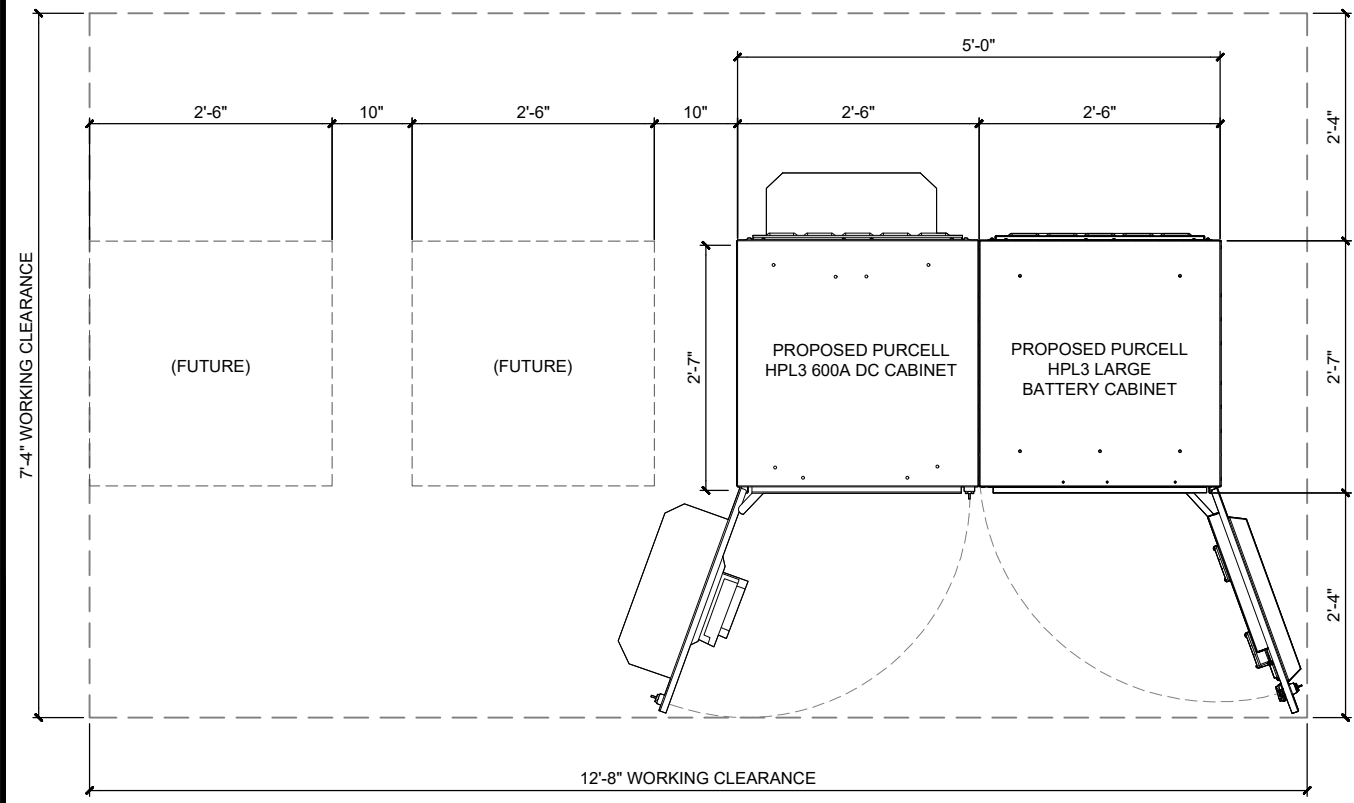 5'-0"
2'-6"
10"
2'-6"
10"
2'-6"
2'-6"
2'-4"
7'-4" WORKING CLEARANCE
(FUTURE)
(FUTURE)
2'-7"
PROPOSED PURCELL
HPL3 600A DC CABINET
PROPOSED PURCELL
HPL3 LARGE
BATTERY CABINET
2'-7"
2'-4"
12'-8" WORKING CLEARANCE